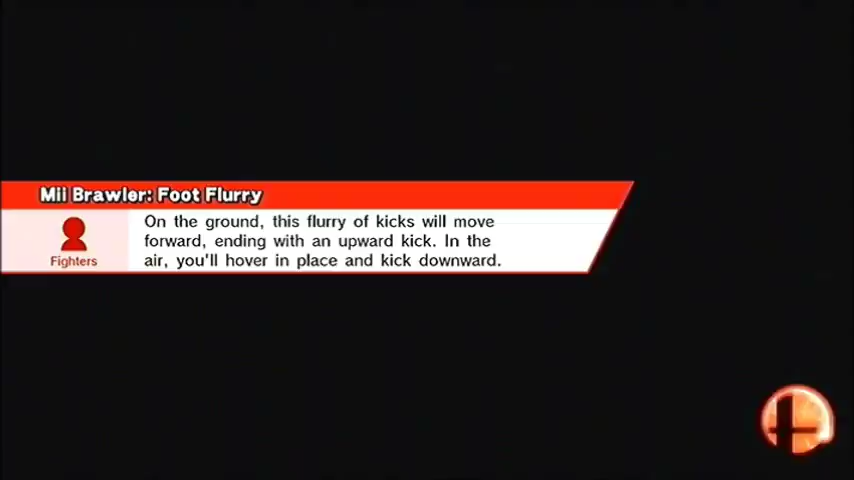 Mii Brawler: Foot Flurry
On the ground, this flurry of kicks will move
forward, ending with an upward kick. In the
air, you'll hover in place and kick downward.
Fighters